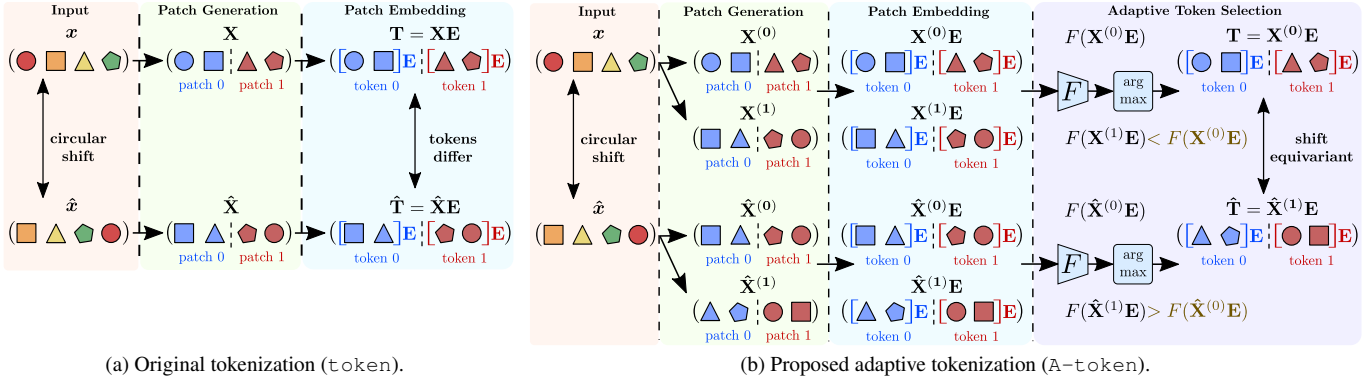 Input
Patch Generation
Patch Embedding
x
X
T = XE
( ) ( ) ([ ]E [ ]E)
patch 0 patch 1
token 0 token 1
circular
shift
tokens
differ
x̂
X̂
T̂ = X̂E
( ) ( ) ([ ]E [ ]E)
patch 0 patch 1
token 0 token 1
(a) Original tokenization (token).
Input
Patch Generation
Patch Embedding
Adaptive Token Selection
x
X^(0)
X^(0)E
F(X^(0)E)
T = X^(0)E
( ) ( ) ([ ]E [ ]E) ([ ]E [ ]E)
patch 0 patch 1
token 0 token 1
F
arg
max
token 0 token 1
X^(1)
X^(1)E
( ) ([ ]E [ ]E)
F(X^(1)E) < F(X^(0)E)
patch 0 patch 1
token 0 token 1
circular
shift
shift
equivariant
x̂
X̂^(0)
X̂^(0)E
F(X̂^(0)E)
T̂ = X̂^(1)E
( ) ( ) ([ ]E [ ]E) ([ ]E [ ]E)
patch 0 patch 1
token 0 token 1
F
arg
max
token 0 token 1
X̂^(1)
X̂^(1)E
( ) ([ ]E [ ]E)
F(X̂^(1)E) > F(X̂^(0)E)
patch 0 patch 1
token 0 token 1
(b) Proposed adaptive tokenization (A-token).